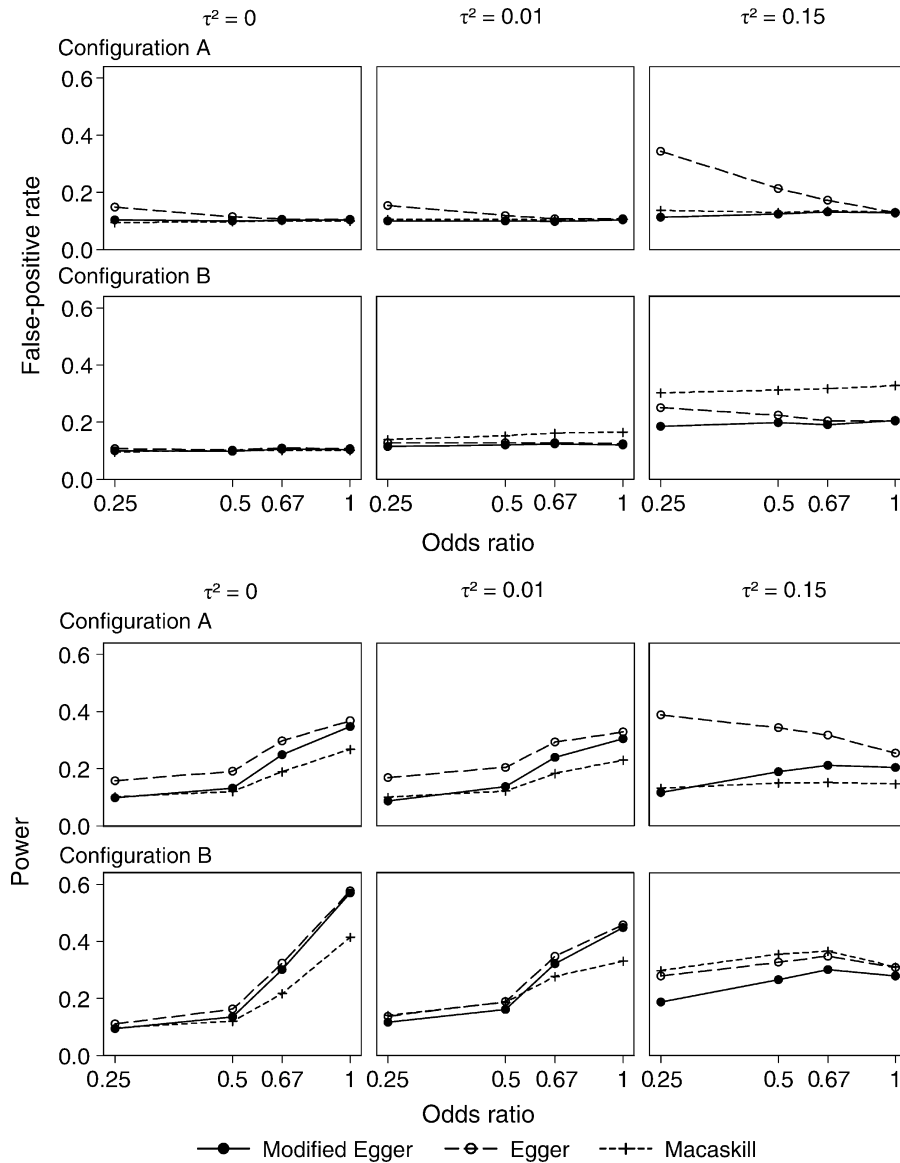 τ² = 0 τ² = 0.01 τ² = 0.15
Configuration A
0.6
0.4
0.2
0.0
False-positive rate
Configuration B
0.6
0.4
0.2
0.0
0.25 0.5 0.67 1 0.25 0.5 0.67 1 0.25 0.5 0.67 1
Odds ratio
τ² = 0 τ² = 0.01 τ² = 0.15
Configuration A
0.6
0.4
0.2
0.0
Power
Configuration B
0.6
0.4
0.2
0.0
0.25 0.5 0.67 1 0.25 0.5 0.67 1 0.25 0.5 0.67 1
Odds ratio
Modified Egger Egger Macaskill